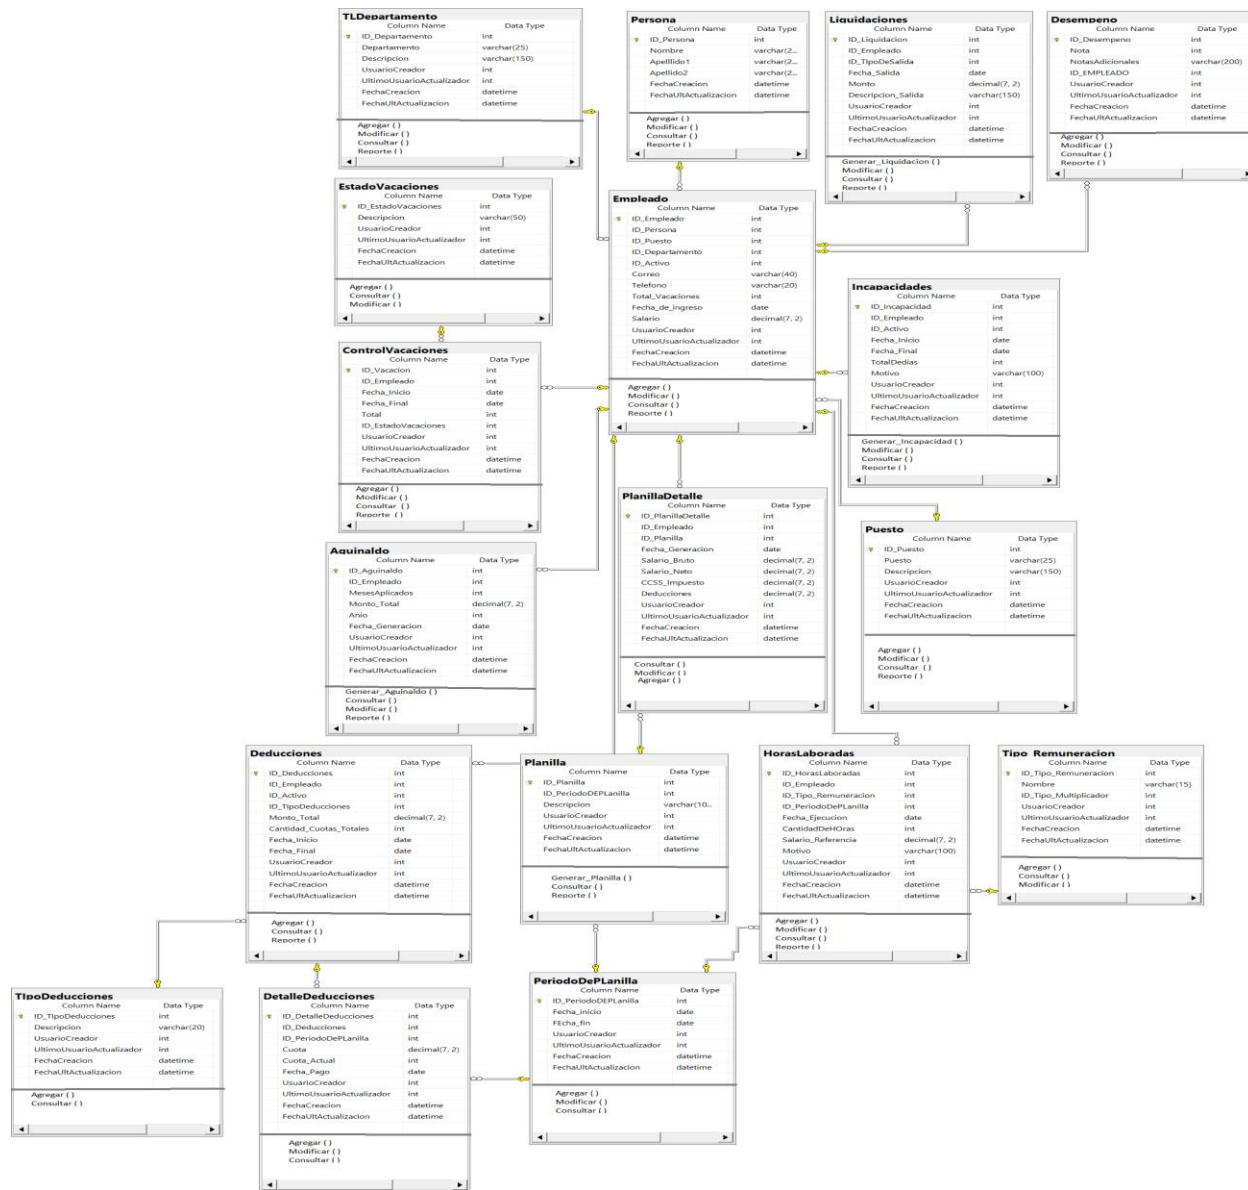 TLDepartamento
Column Name Data Type
ID_Departamento int
Departamento varchar(25)
Descripcion varchar(150)
UsuarioCreador int
UltimoUsuarioActualizador int
FechaCreacion datetime
FechaUltActualizacion datetime
Agregar ( )
Modificar ( )
Consultar ( )
Reporte ( )
Persona
Column Name Data Type
ID_Persona int
Nombre varchar(2...
Apelllido1 varchar(2...
Apellido2 varchar(2...
FechaCreacion datetime
FechaUltActualizacion datetime
Agregar ( )
Modificar ( )
Consultar ( )
Reporte ( )
Liquidaciones
Column Name Data Type
ID_Liquidacion int
ID_Empleado int
ID_TIpoDeSalida int
Fecha_Salida date
Monto decimal(7, 2)
Descripcion_Salida varchar(150)
UsuarioCreador int
UltimoUsuarioActualizador int
FechaCreacion datetime
FechaUltActualizacion datetime
Generar_Liquidacion ( )
Modificar ( )
Consultar ( )
Reporte ( )
Desempeno
Column Name Data Type
ID_Desempeno int
Nota int
NotasAdicionales varchar(200)
ID_EMPLEADO int
UsuarioCreador int
UltimoUsuarioActualizador int
FechaCreacion datetime
FechaUltActualizacion datetime
Agregar ( )
Modificar ( )
Consultar ( )
Reporte ( )
EstadoVacaciones
Column Name Data Type
ID_EstadoVacaciones int
Descripcion varchar(50)
UsuarioCreador int
UltimoUsuarioActualizador int
FechaCreacion datetime
FechaUltActualizacion datetime
Agregar ( )
Consultar ( )
Modificar ( )
Empleado
Column Name Data Type
ID_Empleado int
ID_Persona int
ID_Puesto int
ID_Departamento int
ID_Activo int
Correo varchar(40)
Telefono varchar(20)
Total_Vacaciones int
Fecha_de_ingreso date
Salario decimal(7, 2)
UsuarioCreador int
UltimoUsuarioActualizador int
FechaCreacion datetime
FechaUltActualizacion datetime
Agregar ( )
Modificar ( )
Consultar ( )
Reporte ( )
Incapacidades
Column Name Data Type
ID_Incapacidad int
ID_Empleado int
ID_Activo int
Fecha_Inicio date
Fecha_Final date
TotalDedias int
Motivo varchar(100)
UsuarioCreador int
UltimoUsuarioActualizador int
FechaCreacion datetime
FechaUltActualizacion datetime
Generar_Incapacidad ( )
Modificar ( )
Consultar ( )
Reporte ( )
ControlVacaciones
Column Name Data Type
ID_Vacacion int
ID_Empleado int
Fecha_Inicio date
Fecha_Final date
Total int
ID_EstadoVacaciones int
UsuarioCreador int
UltimoUsuarioActualizador int
FechaCreacion datetime
FechaUltActualizacion datetime
Agregar ( )
Modificar ( )
Consultar ( )
Reporte ( )
PlanillaDetalle
Column Name Data Type
ID_PlanillaDetalle int
ID_Empleado int
ID_Planilla int
Fecha_Generacion date
Salario_Bruto decimal(7, 2)
Salario_Neto decimal(7, 2)
CCSS_Impuesto decimal(7, 2)
Deducciones decimal(7, 2)
UsuarioCreador int
UltimoUsuarioActualizador int
FechaCreacion datetime
FechaUltActualizacion datetime
Consultar ( )
Modificar ( )
Agregar ( )
Puesto
Column Name Data Type
ID_Puesto int
Puesto varchar(25)
Descripcion varchar(150)
UsuarioCreador int
UltimoUsuarioActualizador int
FechaCreacion datetime
FechaUltActualizacion datetime
Agregar ( )
Modificar ( )
Consultar ( )
Reporte ( )
Aguinaldo
Column Name Data Type
ID_Aguinaldo int
ID_Empleado int
MesesAplicados int
Monto_Total decimal(7, 2)
Anio int
Fecha_Generacion date
UsuarioCreador int
UltimoUsuarioActualizador int
FechaCreacion datetime
FechaUltActualizacion datetime
Generar_Aguinaldo ( )
Consultar ( )
Modificar ( )
Reporte ( )
Deducciones
Column Name Data Type
ID_Deducciones int
ID_Empleado int
ID_Activo int
ID_TIpoDeducciones int
Monto_Total decimal(7, 2)
Cantidad_Cuotas_Totales int
Fecha_Inicio date
Fecha_Final date
UsuarioCreador int
UltimoUsuarioActualizador int
FechaCreacion datetime
FechaUltActualizacion datetime
Agregar ( )
Consultar ( )
Reporte ( )
Planilla
Column Name Data Type
ID_Planilla int
ID_PeriodoDEPLanilla int
Descripcion varchar(10...
UsuarioCreador int
UltimoUsuarioActualizador int
FechaCreacion datetime
FechaUltActualizacion datetime
Generar_Planilla ( )
Consultar ( )
Reporte ( )
HorasLaboradas
Column Name Data Type
ID_HorasLaboradas int
ID_Empleado int
ID_Tipo_Remuneracion int
ID_PeriodoDePLanilla int
Fecha_Ejecucion date
CantidadDeHOras int
Salario_Referencia decimal(7, 2)
Motivo varchar(100)
UsuarioCreador int
UltimoUsuarioActualizador int
FechaCreacion datetime
FechaUltActualizacion datetime
Agregar ( )
Modificar ( )
Consultar ( )
Reporte ( )
Tipo_Remuneracion
Column Name Data Type
ID_Tipo_Remuneracion int
Nombre varchar(15)
ID_Tipo_Multiplicador int
UsuarioCreador int
UltimoUsuarioActualizador int
FechaCreacion datetime
FechaUltActualizacion datetime
Agregar ( )
Consultar ( )
Modificar ( )
TIpoDeducciones
Column Name Data Type
ID_TIpoDeducciones int
Descripcion varchar(20)
UsuarioCreador int
UltimoUsuarioActualizador int
FechaCreacion datetime
FechaUltActualizacion datetime
Agregar ( )
Consultar ( )
DetalleDeducciones
Column Name Data Type
ID_DetalleDeducciones int
ID_Deducciones int
ID_PeriodoDePLanilla int
Cuota decimal(7, 2)
Cuota_Actual int
Fecha_Pago date
UsuarioCreador int
UltimoUsuarioActualizador int
FechaCreacion datetime
FechaUltActualizacion datetime
Agregar ( )
Modificar ( )
Consultar ( )
PeriodoDePLanilla
Column Name Data Type
ID_PeriodoDEPLanilla int
Fecha_inicio date
FEcha_fin date
UsuarioCreador int
UltimoUsuarioActualizador int
FechaCreacion datetime
FechaUltActualizacion datetime
Agregar ( )
Modificar ( )
Consultar ( )